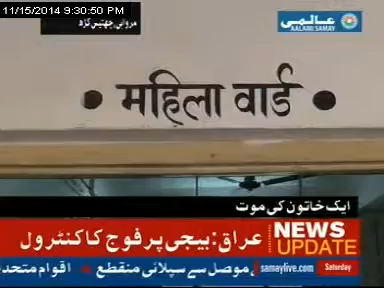 11/15/2014 9:30:50 PM
عالمی
AALAMI SAMAY
• महिला वार्ड •
ایک خاتون کی موت
عراق:بیجی پر فوج کا کنٹرول
NEWS
UPDATE
موصل سے سپلائی منقطع • اقوام متحدہ
samaylive.com Saturday